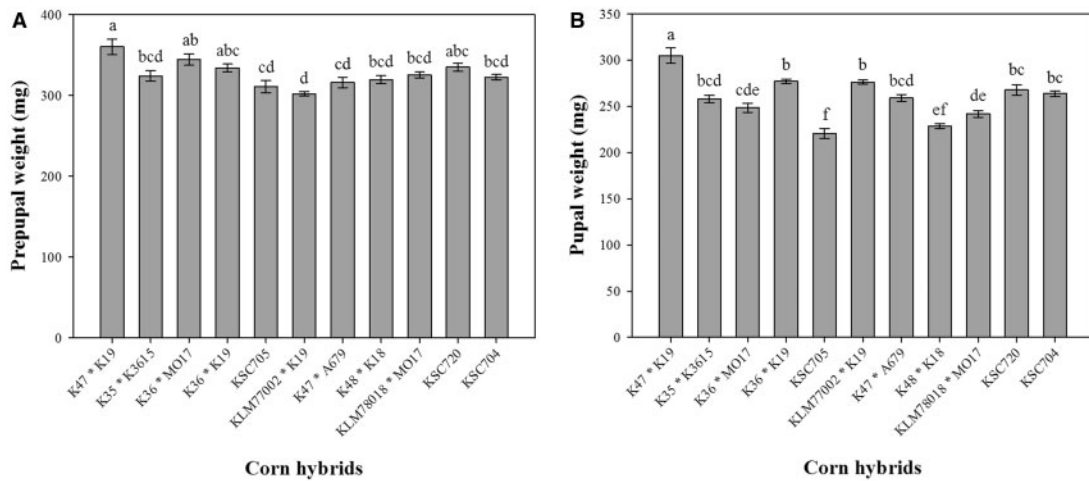 A
Prepupal weight (mg)
400
300
200
100
0
a
bcd
ab
abc
cd
d
cd
bcd
bcd
abc
bcd
K47 * K19
K35 * K3615
K36 * MO17
K36 * K19
KSC705
KLM77002 * K19
K47 * A679
K48 * K18
KLM78018 * MO17
KSC720
KSC704
Corn hybrids
B
Pupal weight (mg)
350
300
250
200
150
100
50
0
a
bcd
cde
b
f
b
bcd
ef
de
bc
bc
K47 * K19
K35 * K3615
K36 * MO17
K36 * K19
KSC705
KLM77002 * K19
K47 * A679
K48 * K18
KLM78018 * MO17
KSC720
KSC704
Corn hybrids